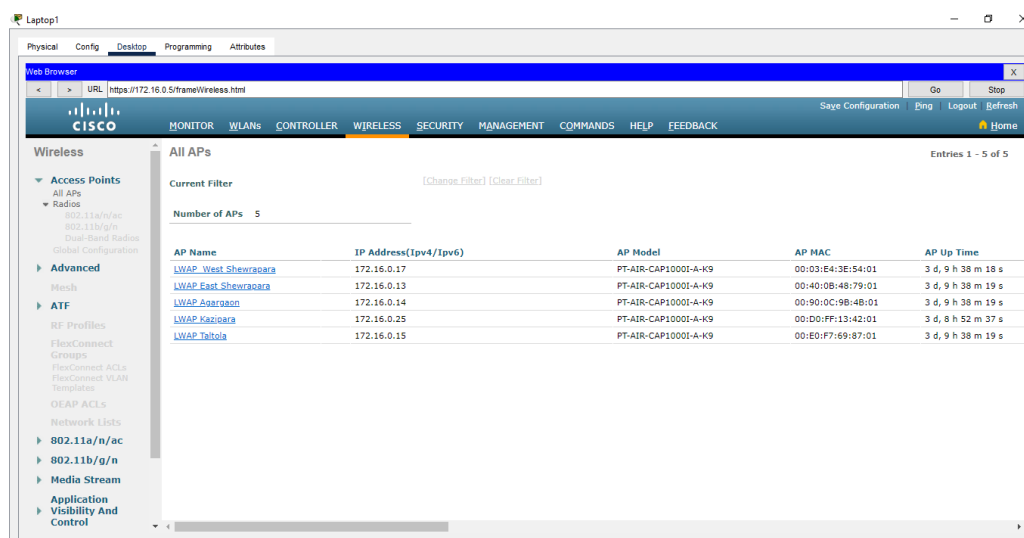 Laptop1
Physical Config Desktop Programming Attributes
Web Browser X
< > URL https://172.16.0.5/frameWireless.html Go Stop
Save Configuration | Ping | Logout | Refresh
CISCO MONITOR WLANs CONTROLLER WIRELESS SECURITY MANAGEMENT COMMANDS HELP FEEDBACK Home
Wireless
Access Points
All APs
Radios
802.11a/n/ac
802.11b/g/n
Dual-Band Radios
Global Configuration
Advanced
Mesh
ATF
RF Profiles
FlexConnect
Groups
FlexConnect ACLs
FlexConnect VLAN
Templates
OEAP ACLs
Network Lists
802.11a/n/ac
802.11b/g/n
Media Stream
Application
Visibility And
Control
All APs Entries 1 - 5 of 5
Current Filter [Change Filter] [Clear Filter]
Number of APs 5
AP Name IP Address(Ipv4/Ipv6) AP Model AP MAC AP Up Time
LWAP West Shewrapara 172.16.0.17 PT-AIR-CAP1000I-A-K9 00:03:E4:3E:54:01 3 d, 9 h 38 m 18 s
LWAP East Shewrapara 172.16.0.13 PT-AIR-CAP1000I-A-K9 00:40:0B:48:79:01 3 d, 9 h 38 m 19 s
LWAP Agargaon 172.16.0.14 PT-AIR-CAP1000I-A-K9 00:90:0C:9B:4B:01 3 d, 9 h 38 m 19 s
LWAP Kazipara 172.16.0.25 PT-AIR-CAP1000I-A-K9 00:D0:FF:13:42:01 3 d, 8 h 52 m 37 s
LWAP Taltola 172.16.0.15 PT-AIR-CAP1000I-A-K9 00:E0:F7:69:87:01 3 d, 9 h 38 m 19 s